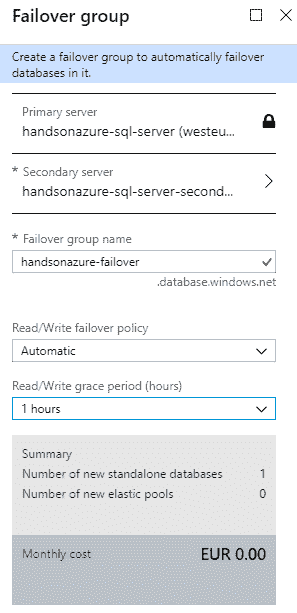 Failover group
Create a failover group to automatically failover
databases in it.
Primary server
handsonazure-sql-server (westeu...
* Secondary server
handsonazure-sql-server-second...
* Failover group name
handsonazure-failover
.database.windows.net
Read/Write failover policy
Automatic
Read/Write grace period (hours)
1 hours
Summary
Number of new standalone databases 1
Number of new elastic pools 0
Monthly cost EUR 0.00